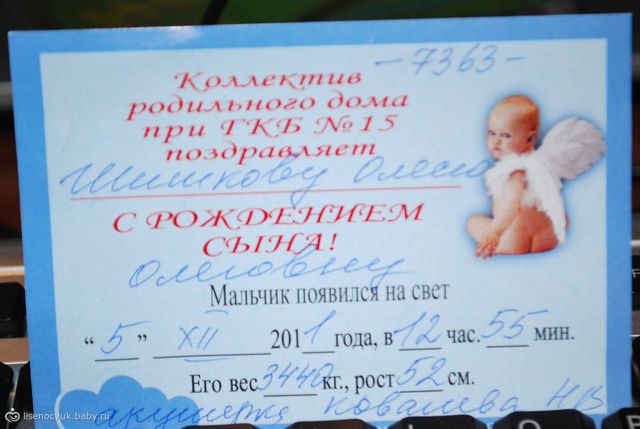 -7363-
Коллектив
родильного дома
при ГКБ №15
поздравляет
Шишкову Олесю
С РОЖДЕНИЕМ
СЫНА!
Олеговну
Мальчик появился на свет
“ 5 ” XII 2011 года, в 12 час. 55 мин.
Его вес 3440 кг., рост 52 см.
акушерка Ковалева НВ
lisenocvuk.baby.ru